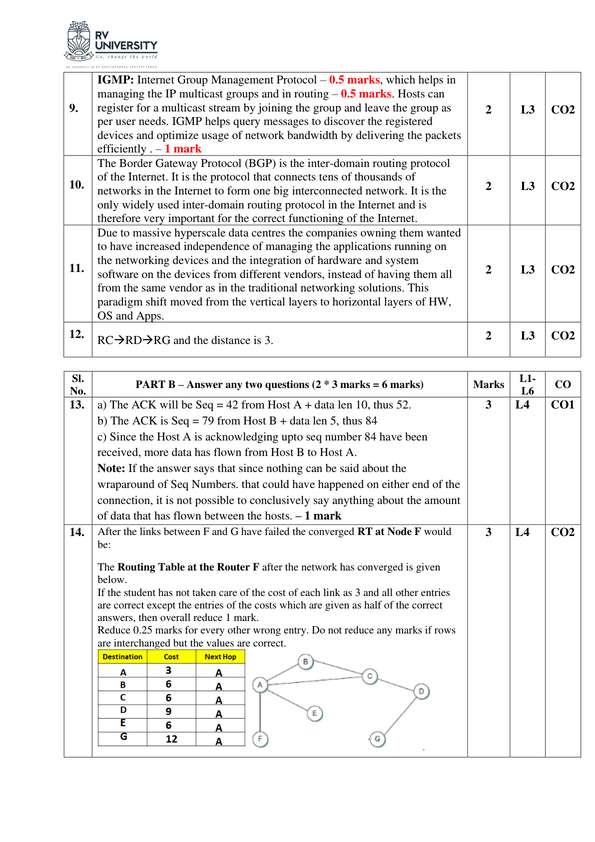 RV
UNIVERSITY
Go, change the world
9.
IGMP: Internet Group Management Protocol – 0.5 marks, which helps in
managing the IP multicast groups and in routing – 0.5 marks. Hosts can
register for a multicast stream by joining the group and leave the group as
per user needs. IGMP helps query messages to discover the registered
devices and optimize usage of network bandwidth by delivering the packets
efficiently . – 1 mark
2 L3 CO2
10.
The Border Gateway Protocol (BGP) is the inter-domain routing protocol
of the Internet. It is the protocol that connects tens of thousands of
networks in the Internet to form one big interconnected network. It is the
only widely used inter-domain routing protocol in the Internet and is
therefore very important for the correct functioning of the Internet.
2 L3 CO2
11.
Due to massive hyperscale data centres the companies owning them wanted
to have increased independence of managing the applications running on
the networking devices and the integration of hardware and system
software on the devices from different vendors, instead of having them all
from the same vendor as in the traditional networking solutions. This
paradigm shift moved from the vertical layers to horizontal layers of HW,
OS and Apps.
2 L3 CO2
12.
RC→RD→RG and the distance is 3.
2 L3 CO2
Sl. No. PART B – Answer any two questions (2 * 3 marks = 6 marks) Marks L1-L6 CO
13.
a) The ACK will be Seq = 42 from Host A + data len 10, thus 52.
b) The ACK is Seq = 79 from Host B + data len 5, thus 84
c) Since the Host A is acknowledging upto seq number 84 have been
received, more data has flown from Host B to Host A.
Note: If the answer says that since nothing can be said about the
wraparound of Seq Numbers. that could have happened on either end of the
connection, it is not possible to conclusively say anything about the amount
of data that has flown between the hosts. – 1 mark
3 L4 CO1
14.
After the links between F and G have failed the converged RT at Node F would
be:
The Routing Table at the Router F after the network has converged is given
below.
If the student has not taken care of the cost of each link as 3 and all other entries
are correct except the entries of the costs which are given as half of the correct
answers, then overall reduce 1 mark.
Reduce 0.25 marks for every other wrong entry. Do not reduce any marks if rows
are interchanged but the values are correct.
3 L4 CO2
Destination Cost Next Hop
A 3 A
B 6 A
C 6 A
D 9 A
E 6 A
G 12 A
B
C
A
D
E
F
G